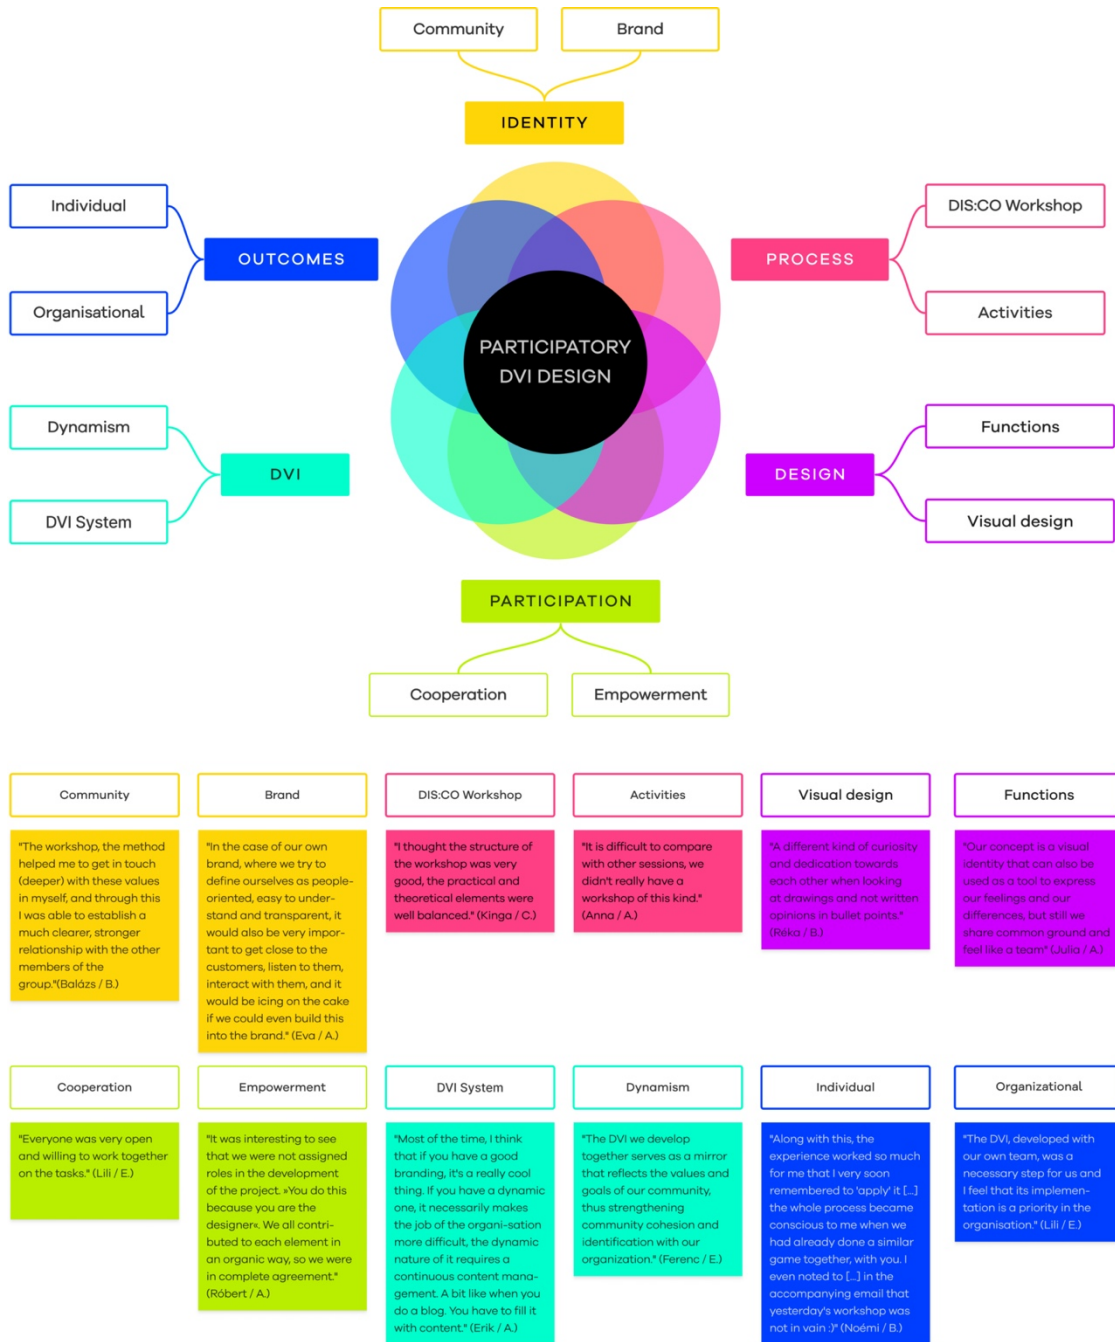 Community
Brand
IDENTITY
Individual
DIS:CO Workshop
OUTCOMES
PROCESS
Organisational
Activities
PARTICIPATORY
DVI DESIGN
Dynamism
Functions
DVI
DESIGN
DVI System
Visual design
PARTICIPATION
Cooperation
Empowerment
Community
"The workshop, the method
helped me to get in touch
(deeper) with these values
in myself, and through this
I was able to establish a
much clearer, stronger
relationship with the other
members of the
group."(Balázs / B.)
Brand
"In the case of our own
brand, where we try to
define ourselves as people-
oriented, easy to under-
stand and transparent, it
would also be very impor-
tant to get close to the
customers, listen to them,
interact with them, and it
would be icing on the cake
if we could even build this
into the brand." (Eva / A.)
DIS:CO Workshop
"I thought the structure of
the workshop was very
good, the practical and
theoretical elements were
well balanced." (Kinga / C.)
Activities
"It is difficult to compare
with other sessions, we
didn't really have a
workshop of this kind."
(Anna / A.)
Visual design
"A different kind of curiosity
and dedication towards
each other when looking
at drawings and not written
opinions in bullet points."
(Réka / B.)
Functions
"Our concept is a visual
identity that can also be
used as a tool to express
our feelings and our
differences, but still we
share common ground and
feel like a team" (Julia / A.)
Cooperation
"Everyone was very open
and willing to work together
on the tasks." (Lili / E.)
Empowerment
"It was interesting to see
that we were not assigned
roles in the development
of the project. »You do this
because you are the
designer«. We all contri-
buted to each element in
an organic way, so we were
in complete agreement."
(Róbert / A.)
DVI System
"Most of the time, I think
that if you have a good
branding, it's a really cool
thing. If you have a dynamic
one, it necessarily makes
the job of the organi-sation
more difficult, the dynamic
nature of it requires a
continuous content mana-
gement. A bit like when you
do a blog. You have to fill it
with content." (Erik / A.)
Dynamism
"The DVI we develop
together serves as a mirror
that reflects the values and
goals of our community,
thus strengthening
community cohesion and
identification with our
organization." (Ferenc / E.)
Individual
"Along with this, the
experience worked so much
for me that I very soon
remembered to 'apply' it [...]
the whole process became
conscious to me when we
had already done a similar
game together, with you. I
even noted to [...] in the
accompanying email that
yesterday's workshop was
not in vain :)" (Noémi / B.)
Organizational
"The DVI, developed with
our own team, was a
necessary step for us and
I feel that its implemen-
tation is a priority in the
organisation." (Lili / E.)